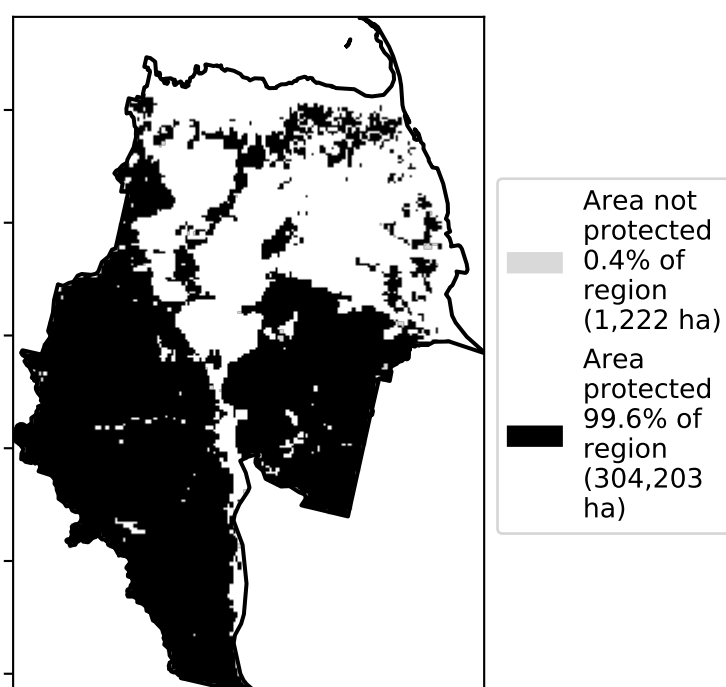 Area not
protected
0.4% of
region
(1,222 ha)
Area
protected
99.6% of
region
(304,203
ha)